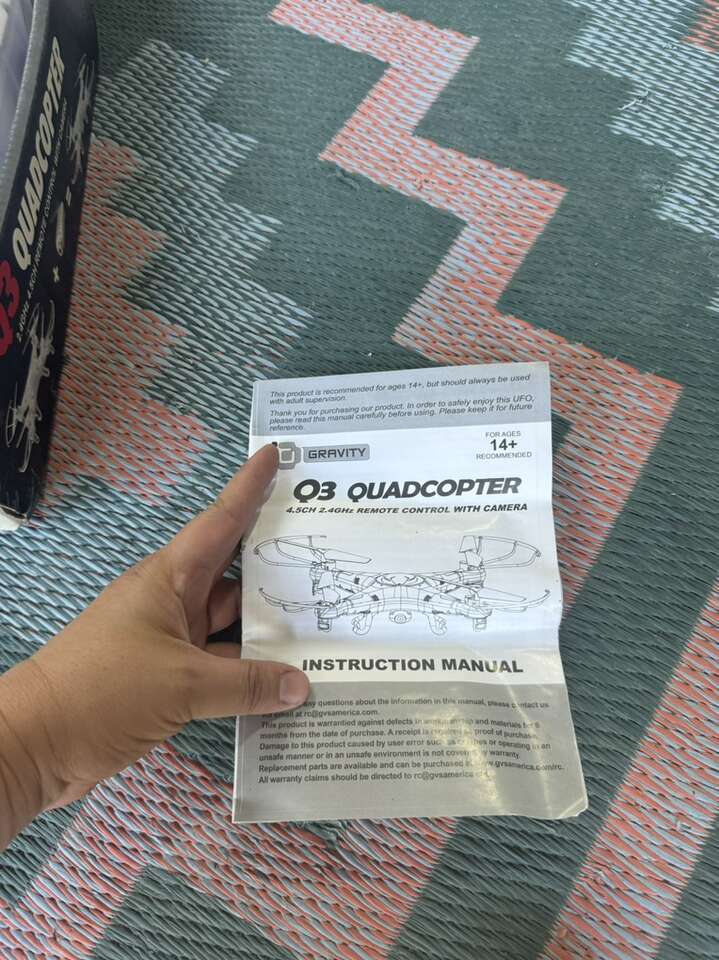 Q3 QUADCOPTER
This product is recommended for ages 14+, but should always be used
with adult supervision.
Thank you for purchasing our product. In order to safely enjoy this UFO,
please read this manual carefully before using. Please keep it for future
reference.
GRAVITY
FOR AGES
14+
RECOMMENDED
Q3 QUADCOPTER
4.5CH 2.4GHz REMOTE CONTROL WITH CAMERA
INSTRUCTION MANUAL
any questions about the information in this manual, please contact us
email at rc@gvsamerica.com.
This product is warrantied against defects in workmanship and materials for 6
months from the date of purchase. A receipt is required as proof of purchase.
Damage to this product caused by user error such as crashes or operating in an
unsafe manner or in an unsafe environment is not covered by warranty.
Replacement parts are available and can be purchased at www.gvsamerica.com/rc.
All warranty claims should be directed to rc@gvsamerica.com.